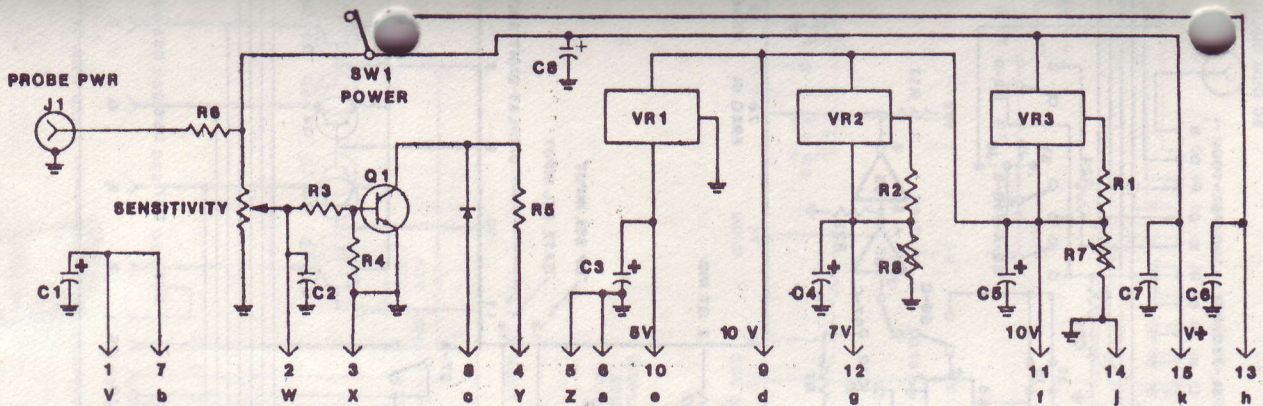 PROBE PWR
J1
R6
SW1
POWER
C8 +
VR1
VR2
VR3
SENSITIVITY
R3
Q1
R4
R5
R2
R1
C1 +
C2
C3 +
C4 +
R8
C5 +
R7
C7
C6
5V
10 V
7V
10V
V+
1 7 2 3 8 4 5 6 10 9 12 11 14 15 13
V b W X c Y Z a e d g f j k h